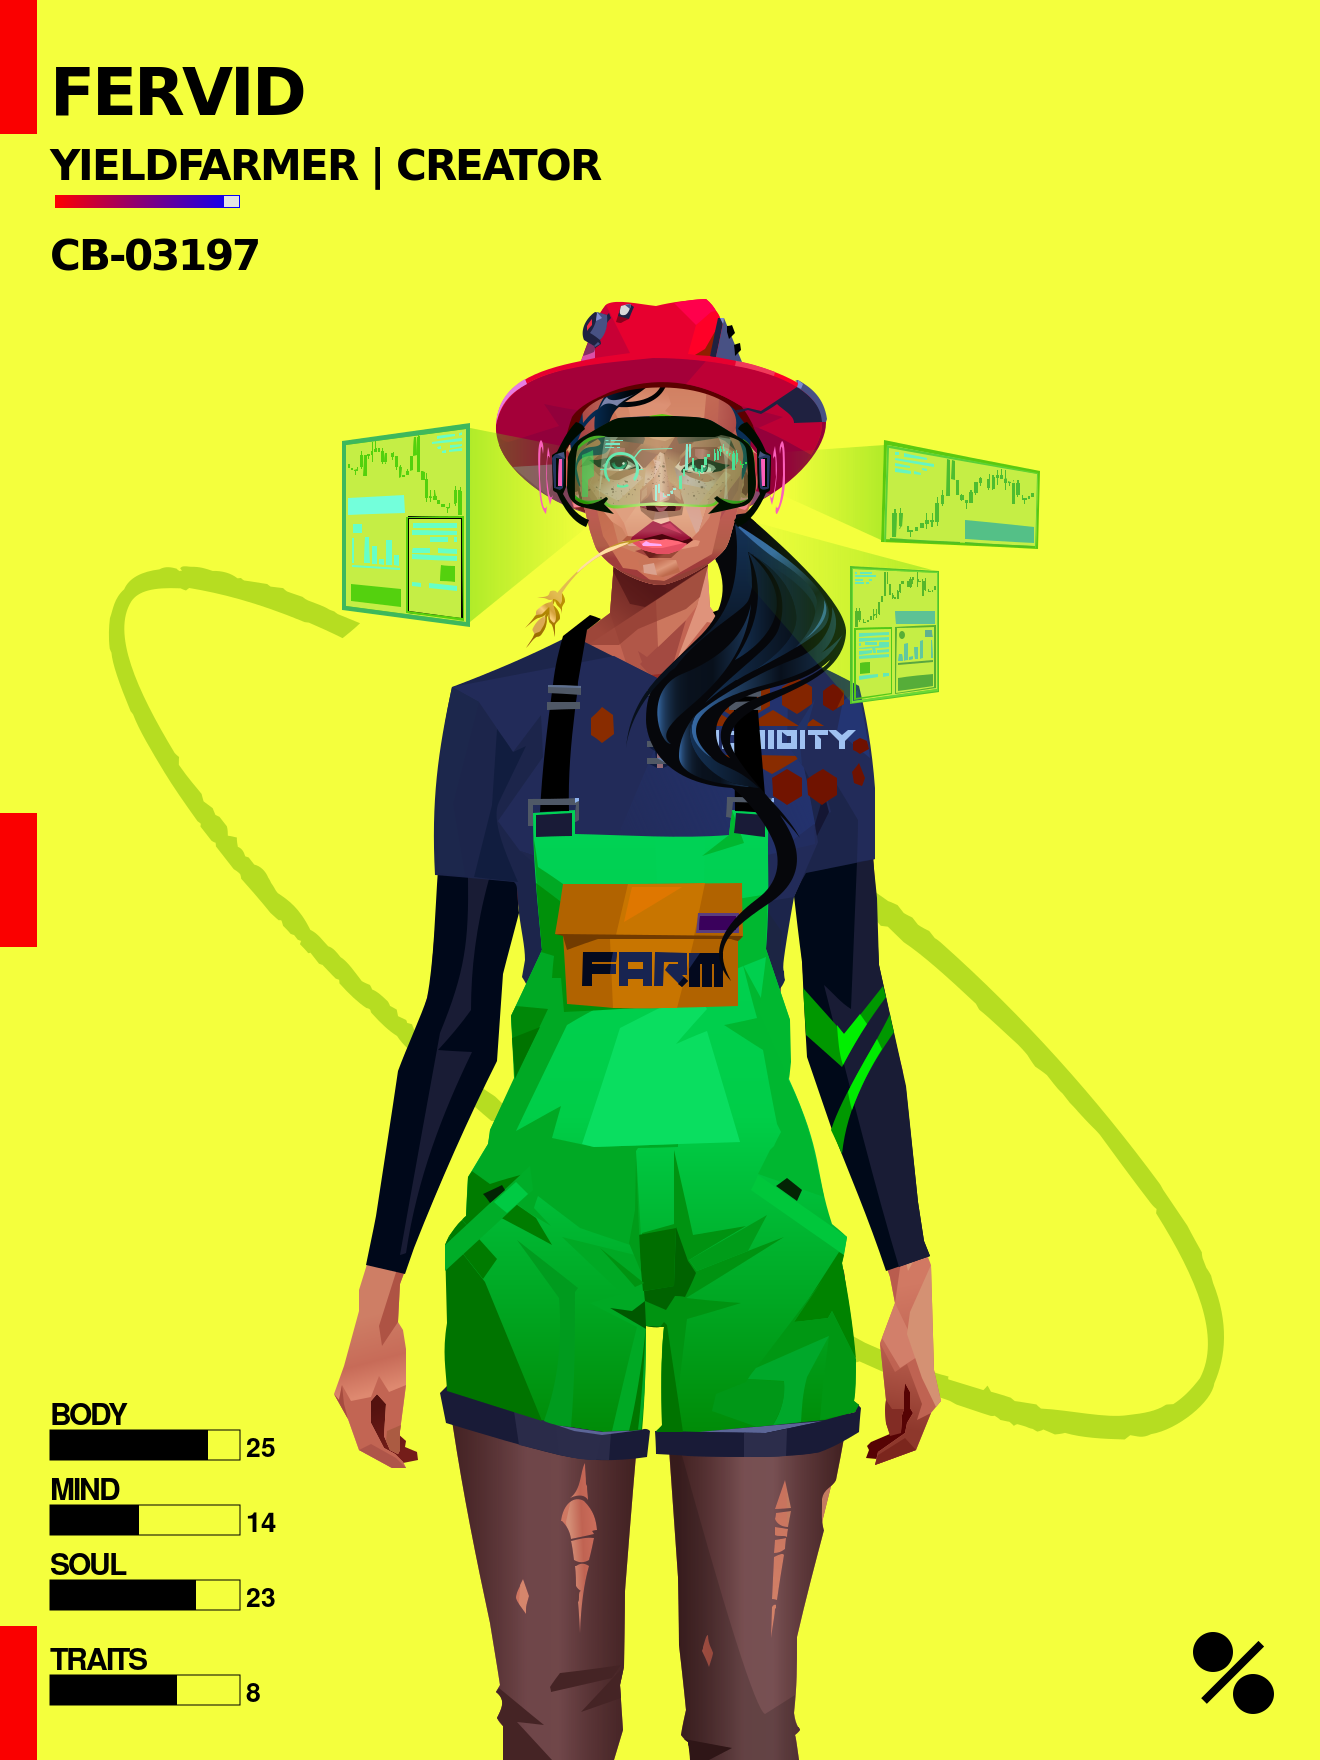 FERVID
YIELDFARMER | CREATOR
CB-03197
FARM
BODY
25
MIND
14
SOUL
23
TRAITS
8
%